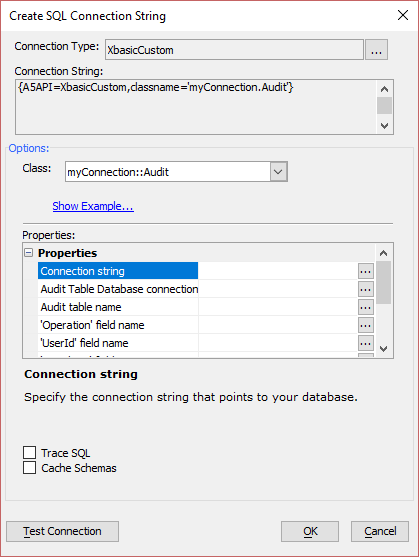 Create SQL Connection String
Connection Type: XbasicCustom ...
Connection String:
{A5API=XbasicCustom,classname='myConnection.Audit'}
Options:
Class: myConnection::Audit
Show Example...
Properties:
Properties
Connection string ...
Audit Table Database connection ...
Audit table name ...
'Operation' field name ...
'UserId' field name ...
Connection string
Specify the connection string that points to your database.
Trace SQL
Cache Schemas
Test Connection OK Cancel